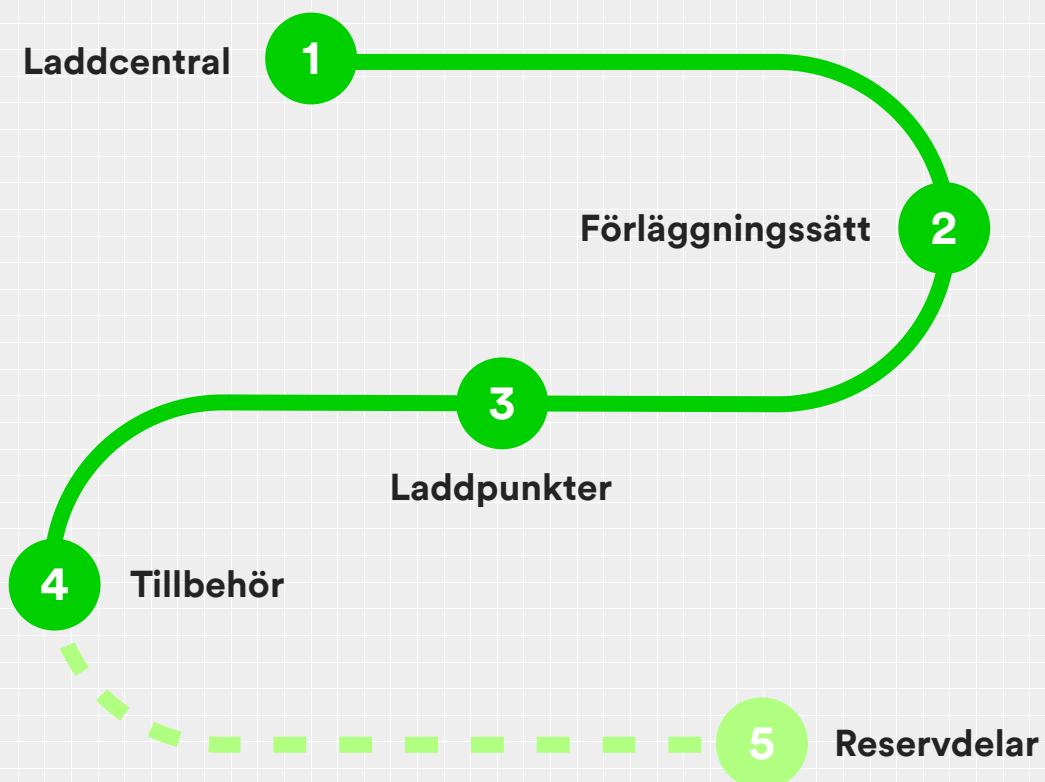 Laddcentral 1
Förläggningssätt 2
3
Laddpunkter
4 Tillbehör
5 Reservdelar